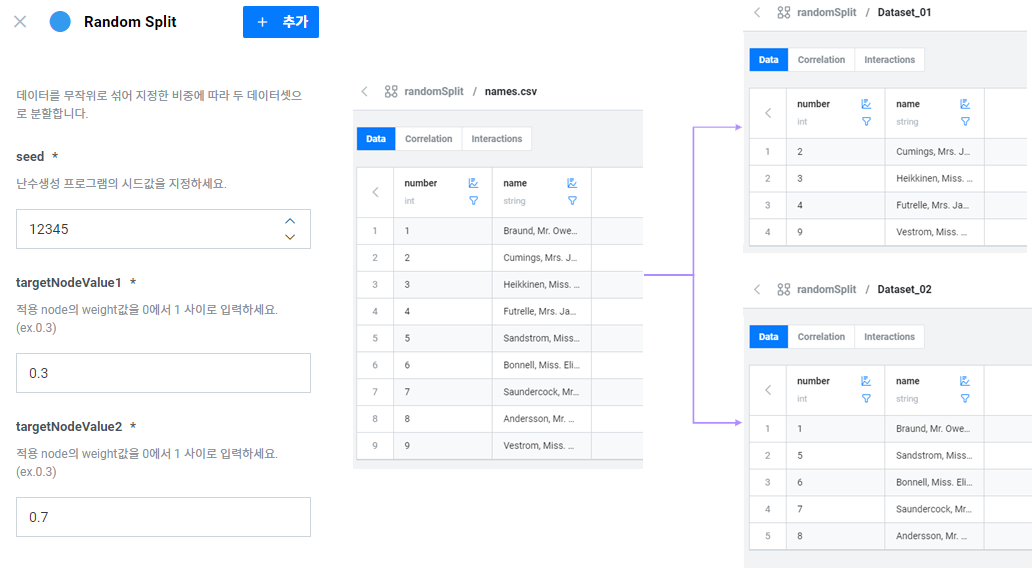 Random Split
+ 추가
데이터를 무작위로 섞어 지정한 비중에 따라 두 데이터셋으
로 분할합니다.
seed *
난수생성 프로그램의 시드값을 지정하세요.
12345
targetNodeValue1 *
적용 node의 weight값을 0에서 1 사이로 입력하세요.
(ex.0.3)
0.3
targetNodeValue2 *
적용 node의 weight값을 0에서 1 사이로 입력하세요.
(ex.0.3)
0.7
randomSplit / names.csv
Data Correlation Interactions
number name
int string
1 1 Braund, Mr. Owe...
2 2 Cumings, Mrs. J...
3 3 Heikkinen, Miss. ...
4 4 Futrelle, Mrs. Ja...
5 5 Sandstrom, Miss...
6 6 Bonnell, Miss. Eli...
7 7 Saundercock, Mr...
8 8 Andersson, Mr. ...
9 9 Vestrom, Miss. ...
randomSplit / Dataset_01
Data Correlation Interactions
number name
int string
1 2 Cumings, Mrs. J...
2 3 Heikkinen, Miss. ...
3 4 Futrelle, Mrs. Ja...
4 9 Vestrom, Miss. ...
randomSplit / Dataset_02
Data Correlation Interactions
number name
int string
1 1 Braund, Mr. Owe...
2 5 Sandstrom, Miss...
3 6 Bonnell, Miss. Eli...
4 7 Saundercock, Mr...
5 8 Andersson, Mr. ...